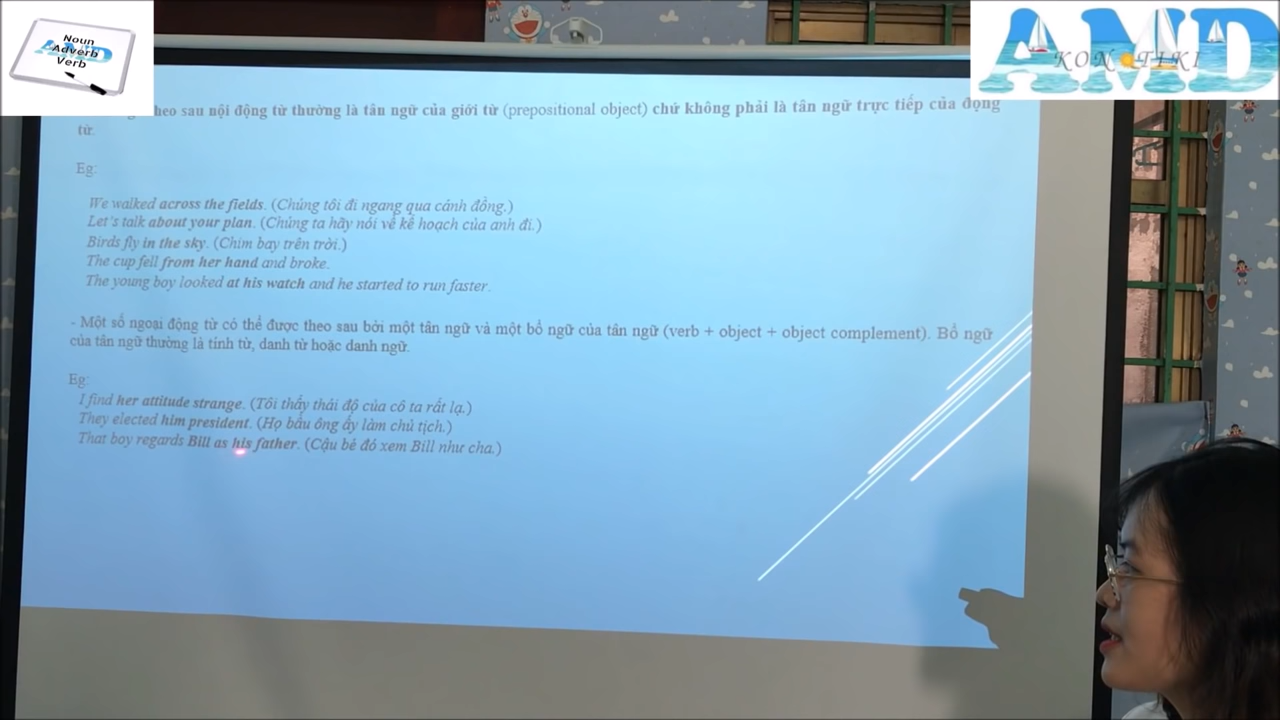 Noun
Adverb
Verb
AMD
AMD
KON TIKI
theo sau nội động từ thường là tân ngữ của giới từ (prepositional object) chứ không phải là tân ngữ trực tiếp của động
từ.
Eg:
We walked across the fields. (Chúng tôi đi ngang qua cánh đồng.)
Let's talk about your plan. (Chúng ta hãy nói về kế hoạch của anh đi.)
Birds fly in the sky. (Chim bay trên trời.)
The cup fell from her hand and broke.
The young boy looked at his watch and he started to run faster.
- Một số ngoại động từ có thể được theo sau bởi một tân ngữ và một bổ ngữ của tân ngữ (verb + object + object complement). Bổ ngữ
của tân ngữ thường là tính từ, danh từ hoặc danh ngữ.
Eg:
I find her attitude strange. (Tôi thấy thái độ của cô ta rất lạ.)
They elected him president. (Họ bầu ông ấy làm chủ tịch.)
That boy regards Bill as his father. (Cậu bé đó xem Bill như cha.)